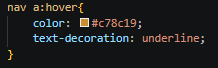 nav a:hover{
    color: #c78c19;
    text-decoration: underline;
}